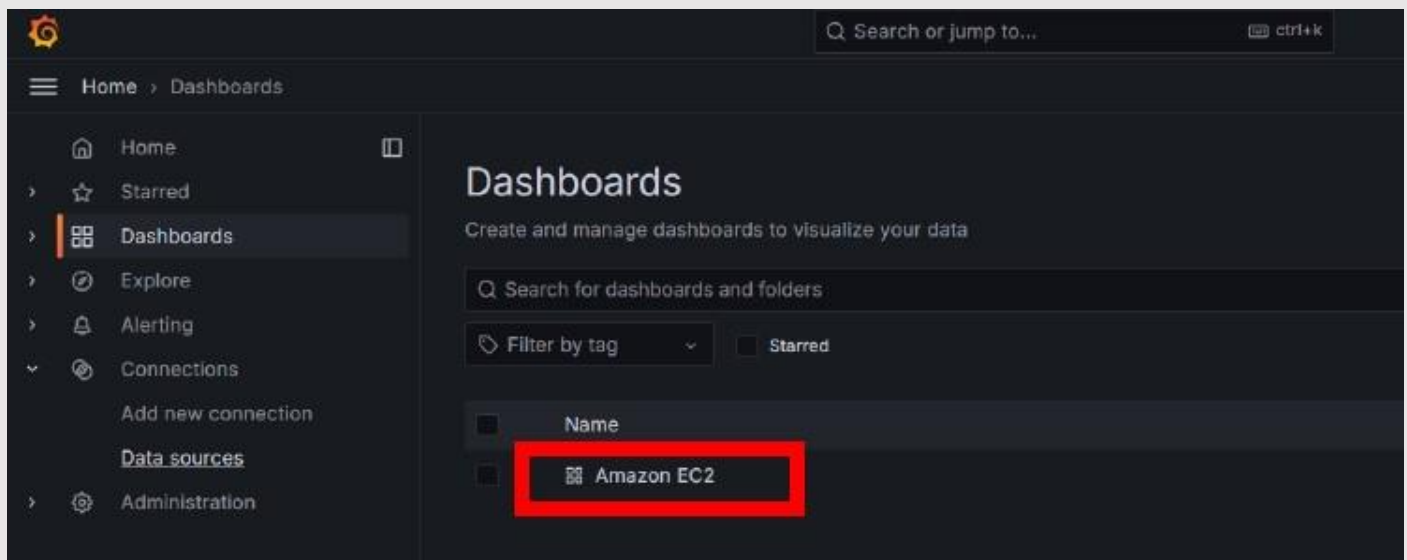 Search or jump to... ctrl+k
Home › Dashboards
Home
Starred
Dashboards
Explore
Alerting
Connections
Add new connection
Data sources
Administration
Dashboards
Create and manage dashboards to visualize your data
Search for dashboards and folders
Filter by tag Starred
Name
Amazon EC2